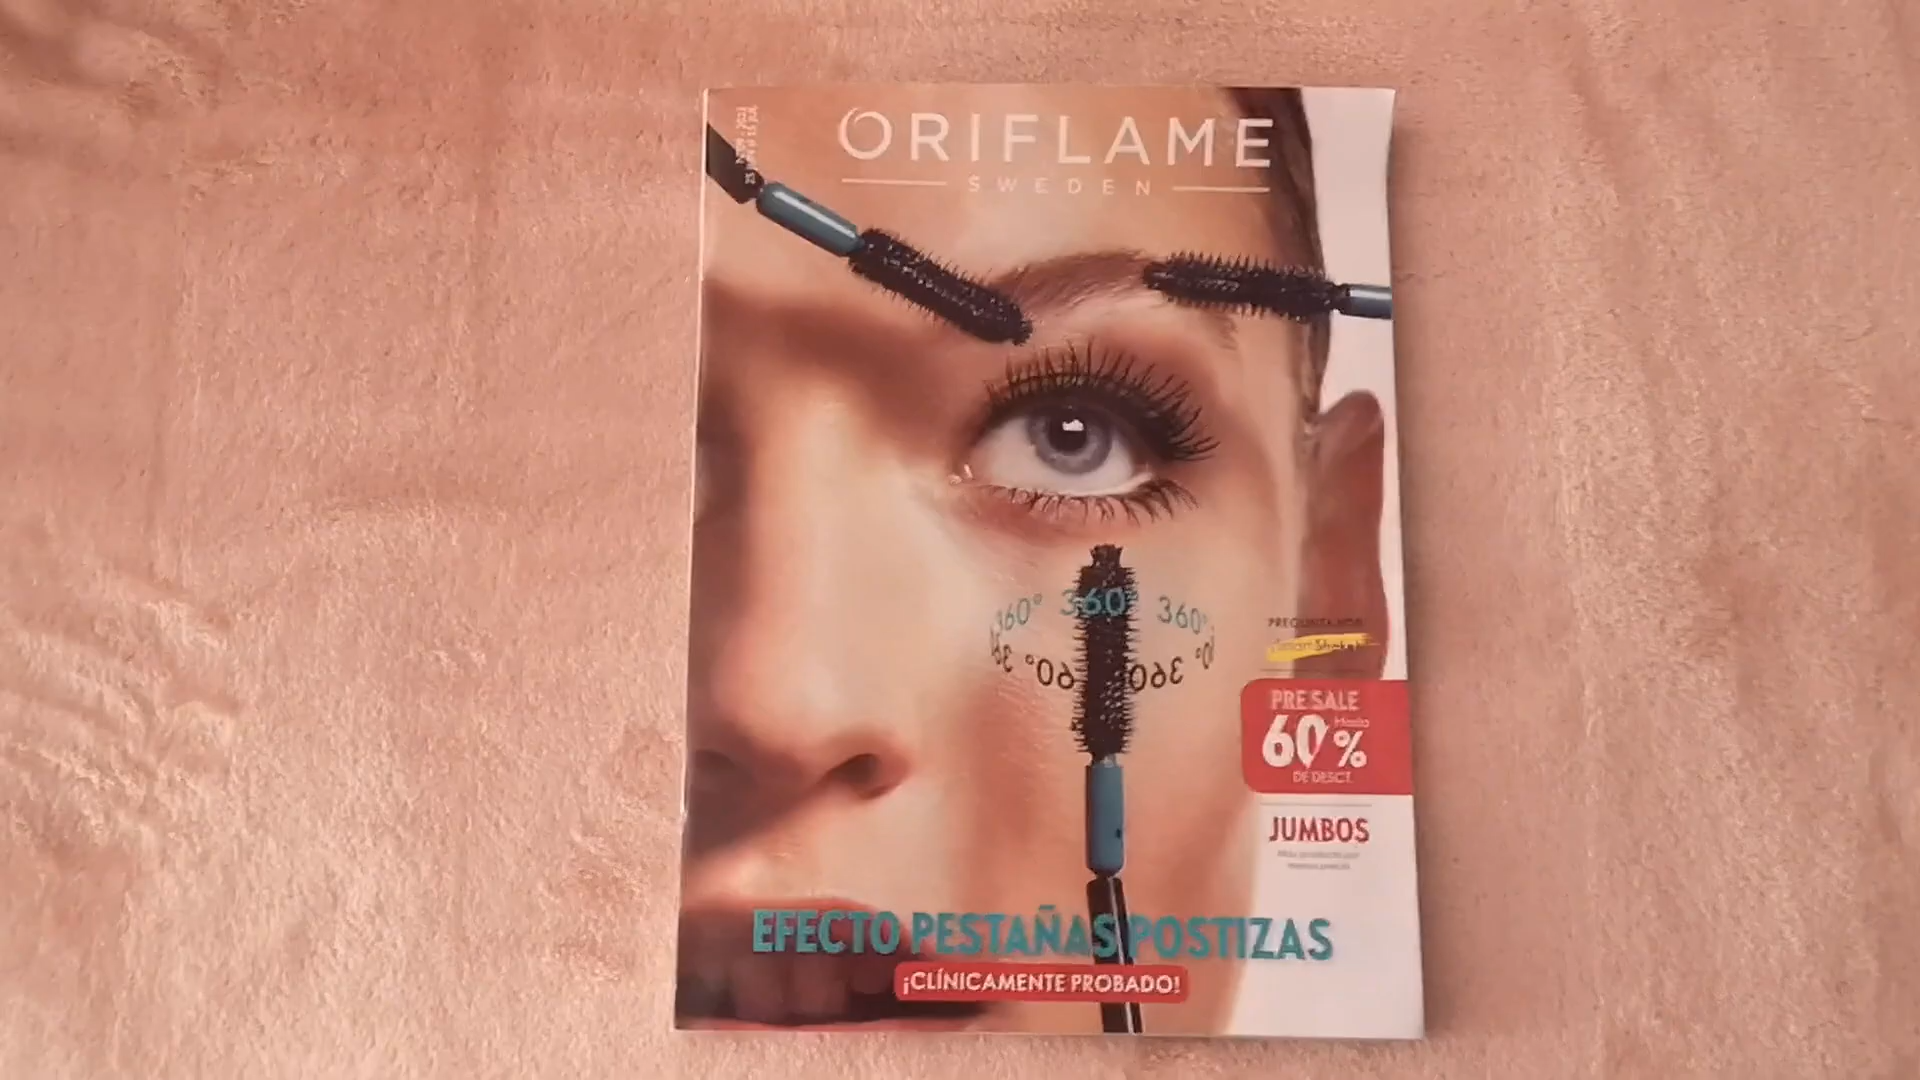 ORIFLAME
SWEDEN
360° 360° 360°
PRE SALE
Hasta
60%
DE DESCT.
JUMBOS
EFECTO PESTAÑAS POSTIZAS
¡CLÍNICAMENTE PROBADO!